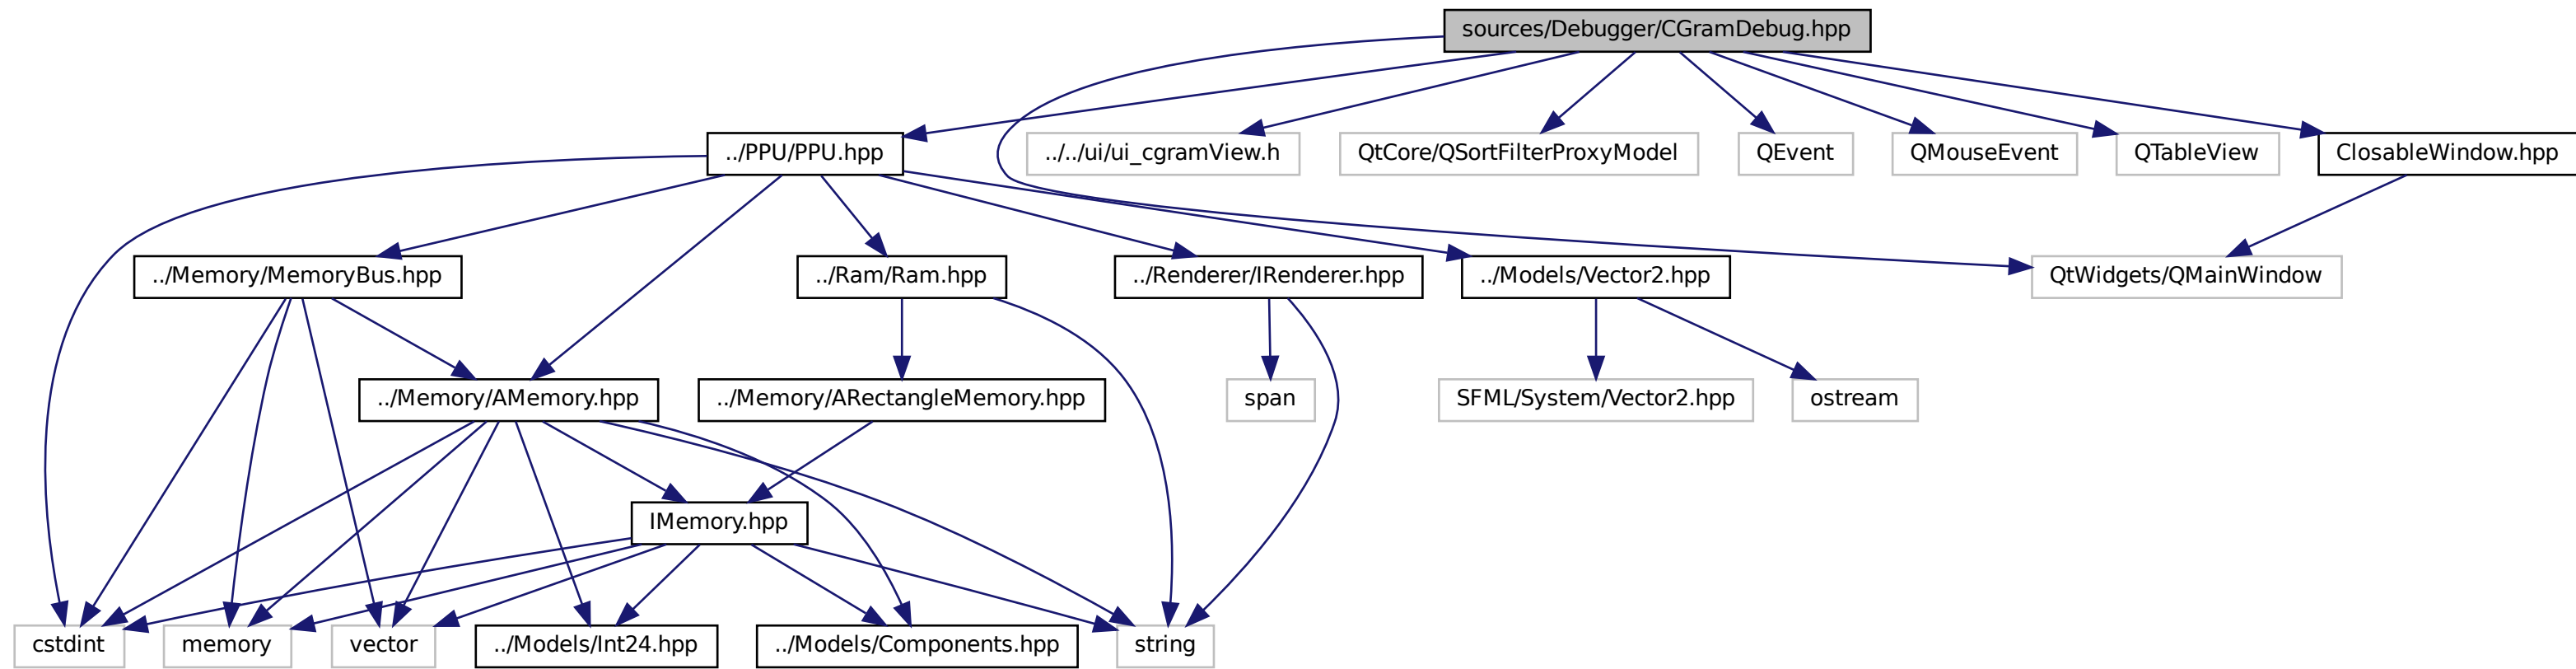 sources/Debugger/CGramDebug.hpp
../PPU/PPU.hpp
../../ui/ui_cgramView.h
QtCore/QSortFilterProxyModel
QEvent
QMouseEvent
QTableView
ClosableWindow.hpp
../Memory/MemoryBus.hpp
../Ram/Ram.hpp
../Renderer/IRenderer.hpp
../Models/Vector2.hpp
QtWidgets/QMainWindow
../Memory/AMemory.hpp
../Memory/ARectangleMemory.hpp
span
SFML/System/Vector2.hpp
ostream
IMemory.hpp
cstdint
memory
vector
../Models/Int24.hpp
../Models/Components.hpp
string